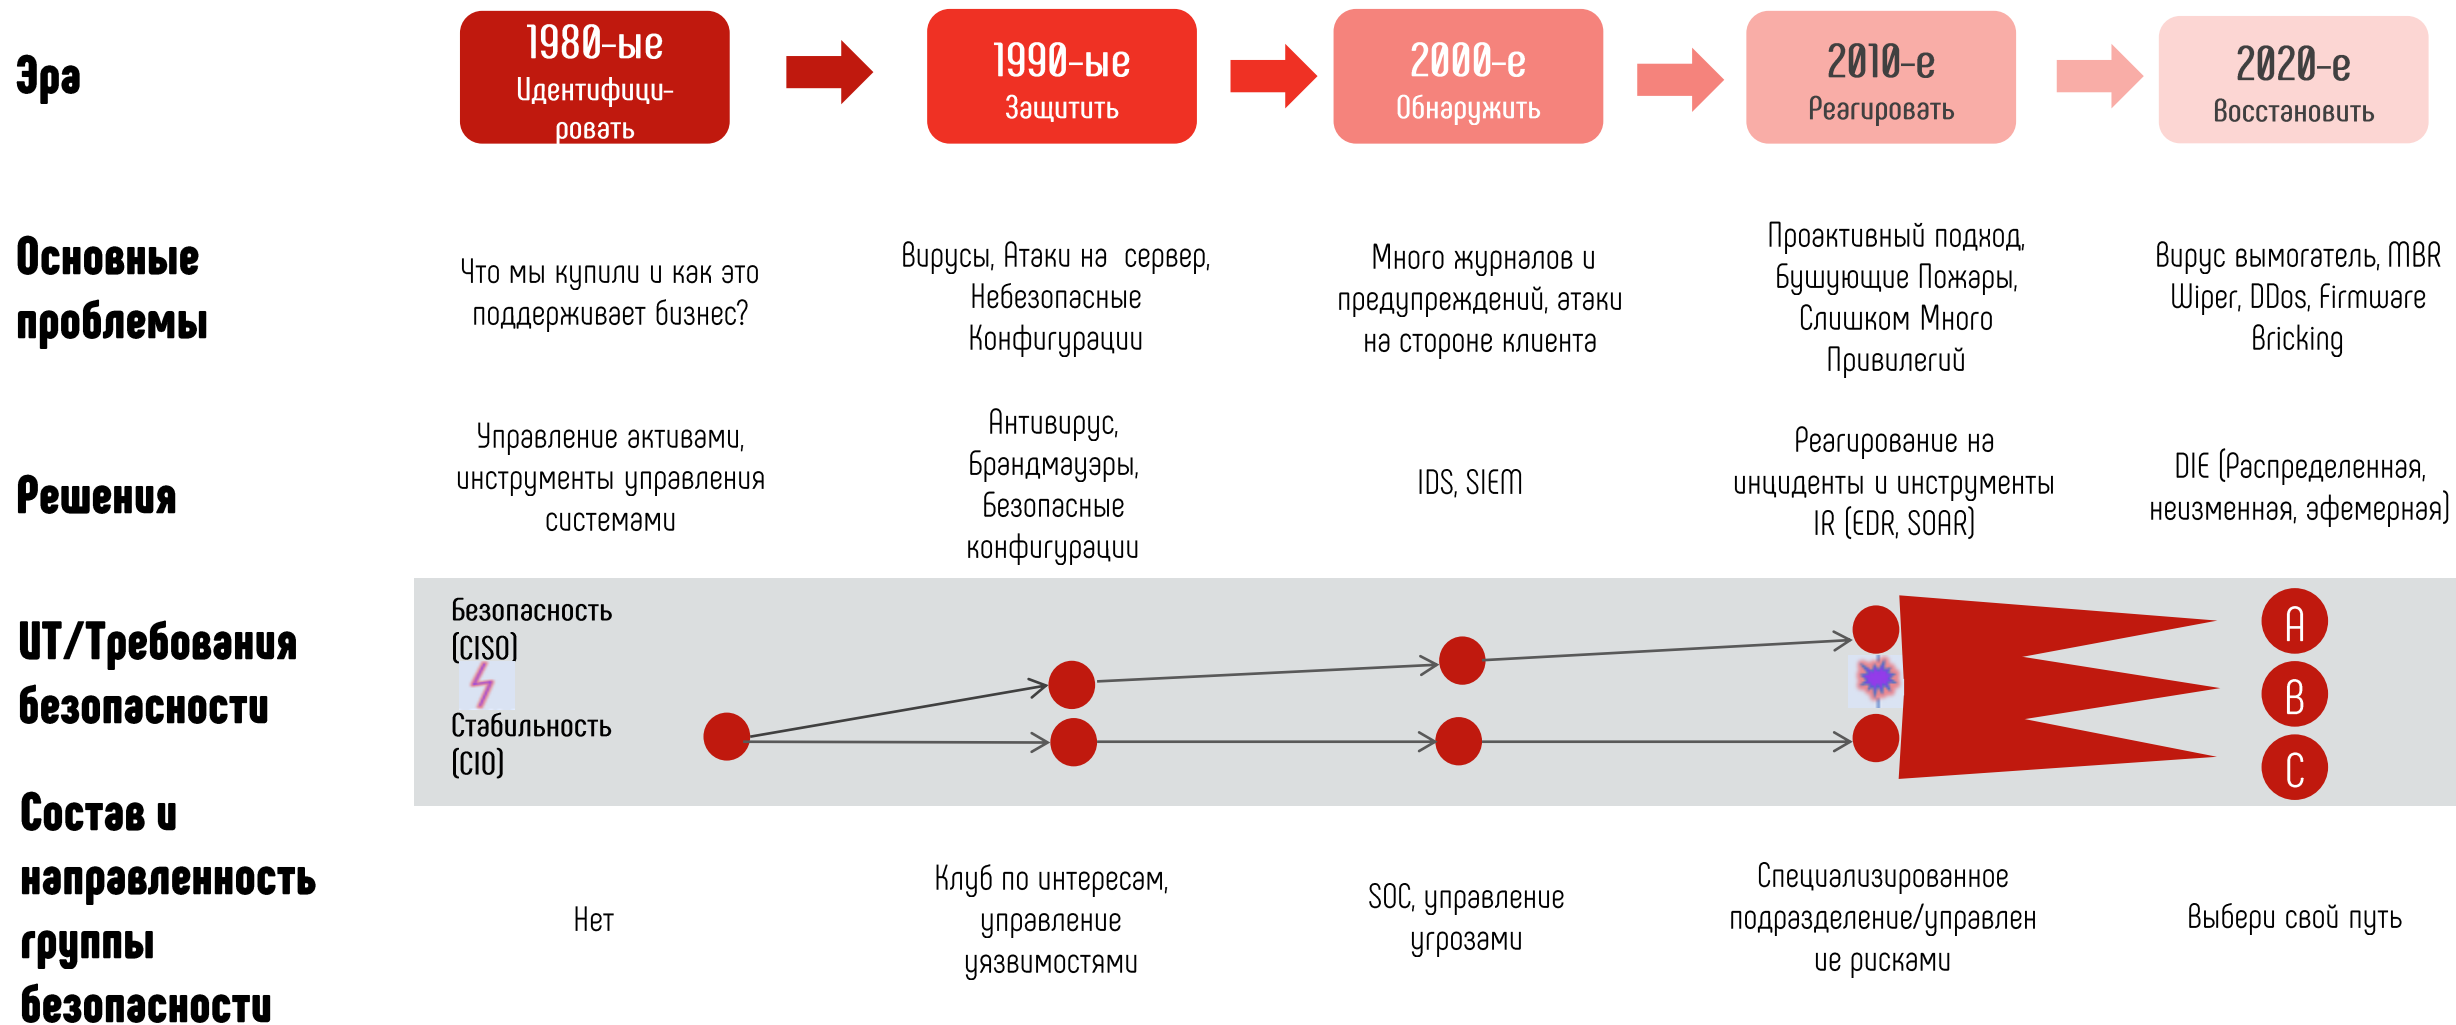 Эра
1980-ые
Идентифици-
ровать
1990-ые
Защитить
2000-е
Обнаружить
2010-е
Реагировать
2020-е
Восстановить
Основные
проблемы
Что мы купили и как это
поддерживает бизнес?
Вирусы, Атаки на сервер,
Небезопасные
Конфигурации
Много журналов и
предупреждений, атаки
на стороне клиента
Проактивный подход,
Бушующие Пожары,
Слишком Много
Привилегий
Вирус вымогатель, MBR
Wiper, DDos, Firmware
Bricking
Решения
Управление активами,
инструменты управления
системами
Антивирус,
Брандмауэры,
Безопасные
конфигурации
IDS, SIEM
Реагирование на
инциденты и инструменты
IR (EDR, SOAR)
DIE (Распределенная,
неизменная, эфемерная)
ИТ/Требования
безопасности
Безопасность
(CISO)
Стабильность
(CIO)
A
B
C
Состав и
направленность
группы
безопасности
Нет
Клуб по интересам,
управление
уязвимостями
SOC, управление
угрозами
Специализированное
подразделение/управлен
ие рисками
Выбери свой путь